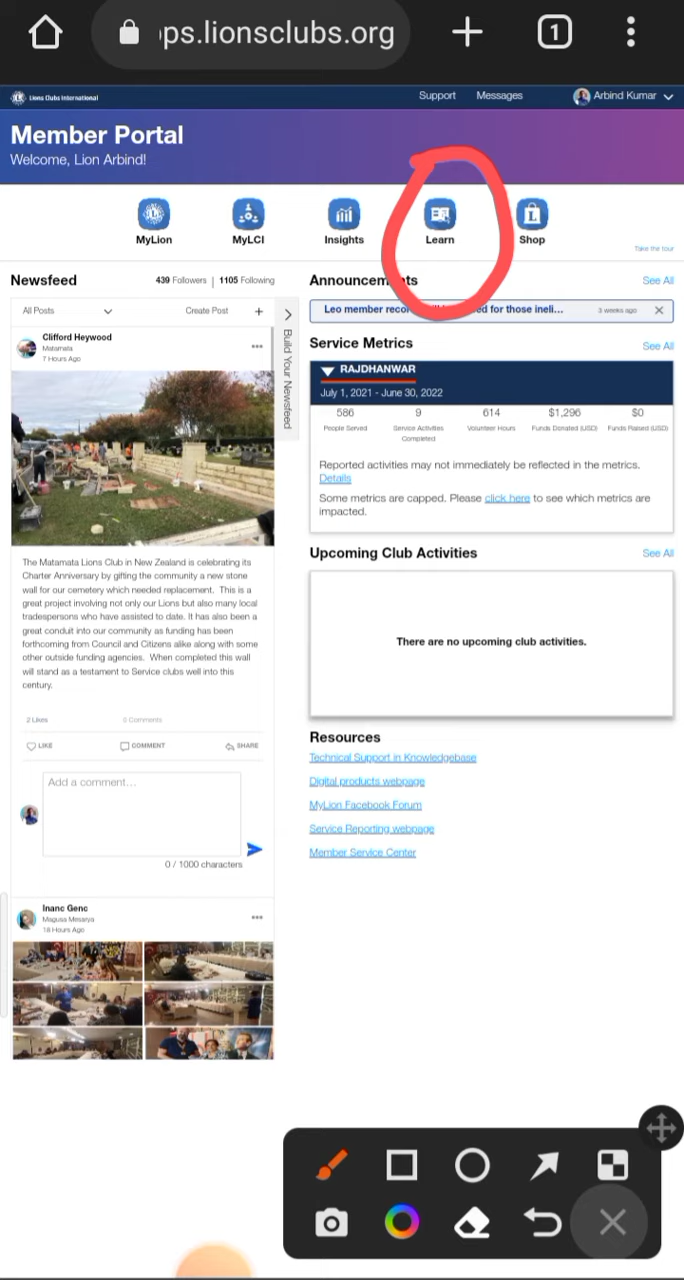 ps.lionsclubs.org
1
Lions Clubs International
Support Messages Arbind Kumar
Member Portal
Welcome, Lion Arbind!
MyLion MyLCI Insights Learn Shop
Take the tour
Newsfeed 439 Followers | 1105 Following
All Posts Create Post +
Build Your Newsfeed
Clifford Heywood
Matamata
7 Hours Ago
The Matamata Lions Club in New Zealand is celebrating its
Charter Anniversary by gifting the community a new stone
wall for our cemetery which needed replacement. This is a
great project involving not only our Lions but also many local
tradespersons who have assisted to date. It has also been a
great conduit into our community as funding has been
forthcoming from Council and Citizens alike along with some
other outside funding agencies. When completed this wall
will stand as a testament to Service clubs well into this
century.
2 Likes 0 Comments
LIKE COMMENT SHARE
Add a comment...
0 / 1000 characters
Inanc Genc
Magusa Mesarya
18 Hours Ago
Announcements See All
Leo member for those ineli... 3 weeks ago
Service Metrics See All
RAJDHANWAR
July 1, 2021 - June 30, 2022
586 9 614 $1,296 $0
People Served Service Activities Completed Volunteer Hours Funds Donated (USD) Funds Raised (USD)
Reported activities may not immediately be reflected in the metrics.
Details
Some metrics are capped. Please click here to see which metrics are
impacted.
Upcoming Club Activities See All
There are no upcoming club activities.
Resources
Technical Support in Knowledgebase
Digital products webpage
MyLion Facebook Forum
Service Reporting webpage
Member Service Center